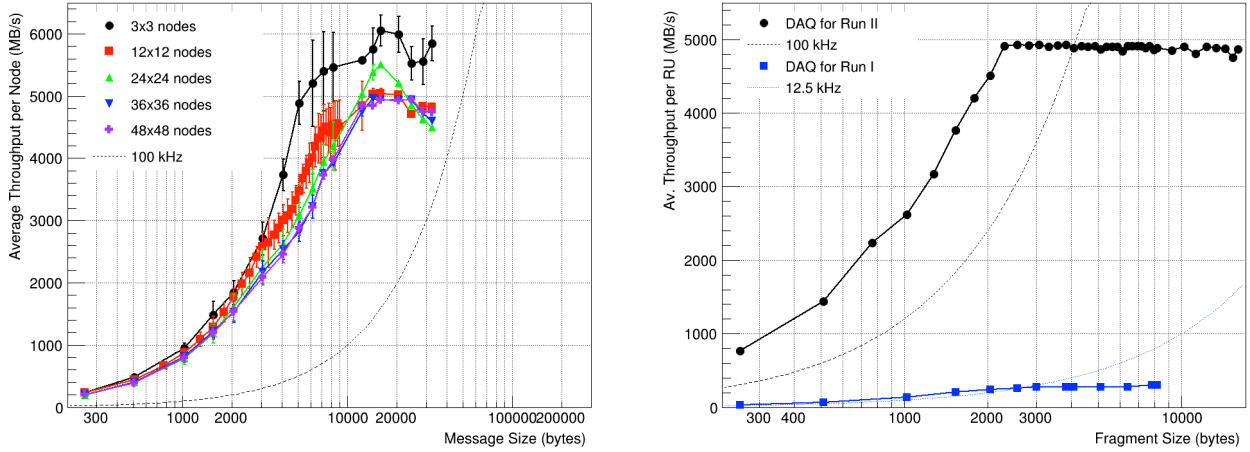 Average Throughput per Node (MB/s)
6000
5000
4000
3000
2000
1000
0
3x3 nodes
12x12 nodes
24x24 nodes
36x36 nodes
48x48 nodes
100 kHz
300 1000 2000 10000 20000 100000 200000
Message Size (bytes)
Av. Throughput per RU (MB/s)
6000
5000
4000
3000
2000
1000
0
DAQ for Run II
100 kHz
DAQ for Run I
12.5 kHz
300 400 1000 2000 3000 10000
Fragment Size (bytes)